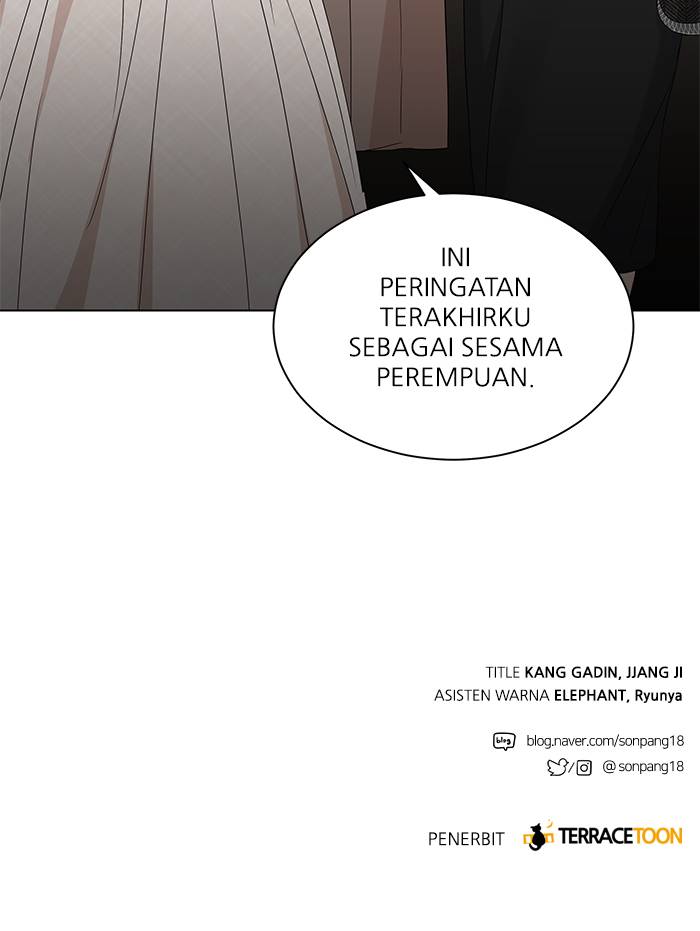 INI
PERINGATAN
TERAKHIRKU
SEBAGAI SESAMA
PEREMPUAN.
TITLE KANG GADIN, JJANG JI
ASISTEN WARNA ELEPHANT, Ryunya
blog blog.naver.com/sonpang18
/ @sonpang18
PENERBIT TERRACETOON